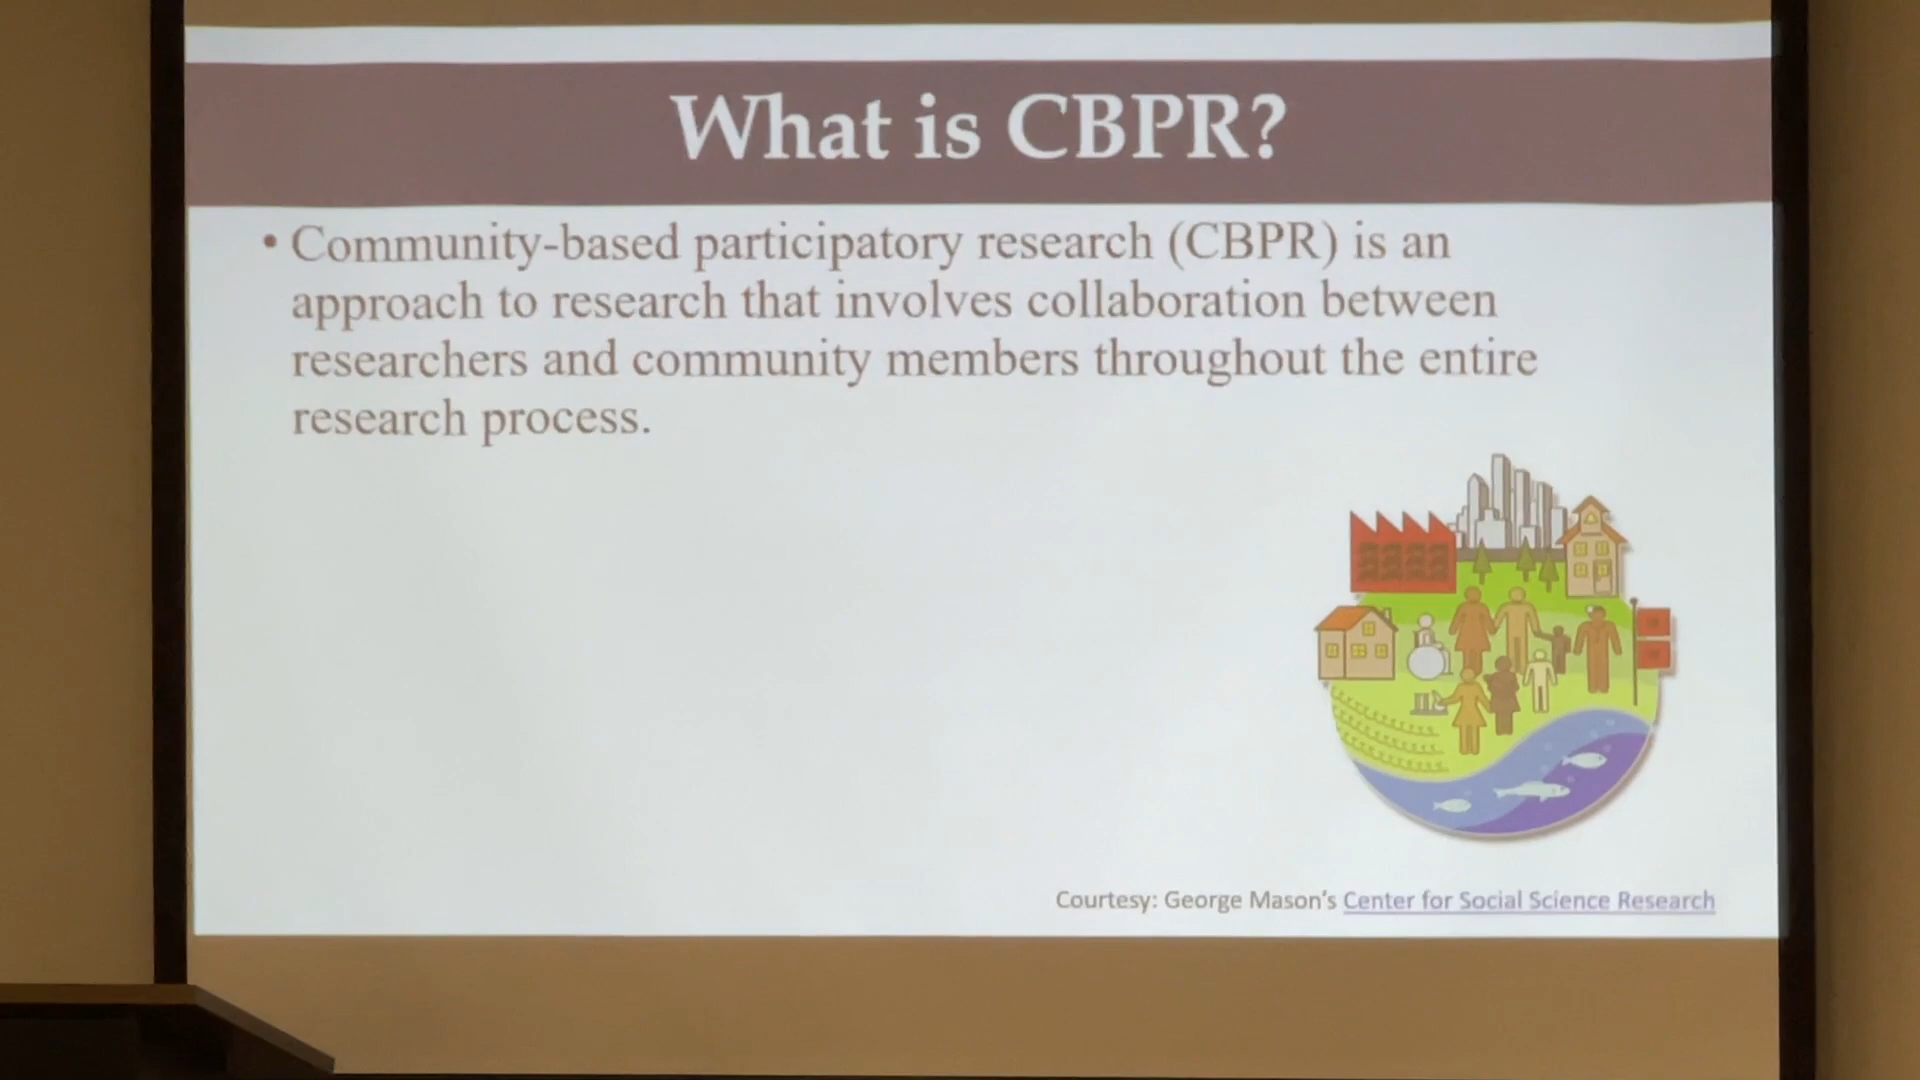 What is CBPR?
• Community-based participatory research (CBPR) is an
approach to research that involves collaboration between
researchers and community members throughout the entire
research process.
Courtesy: George Mason's Center for Social Science Research